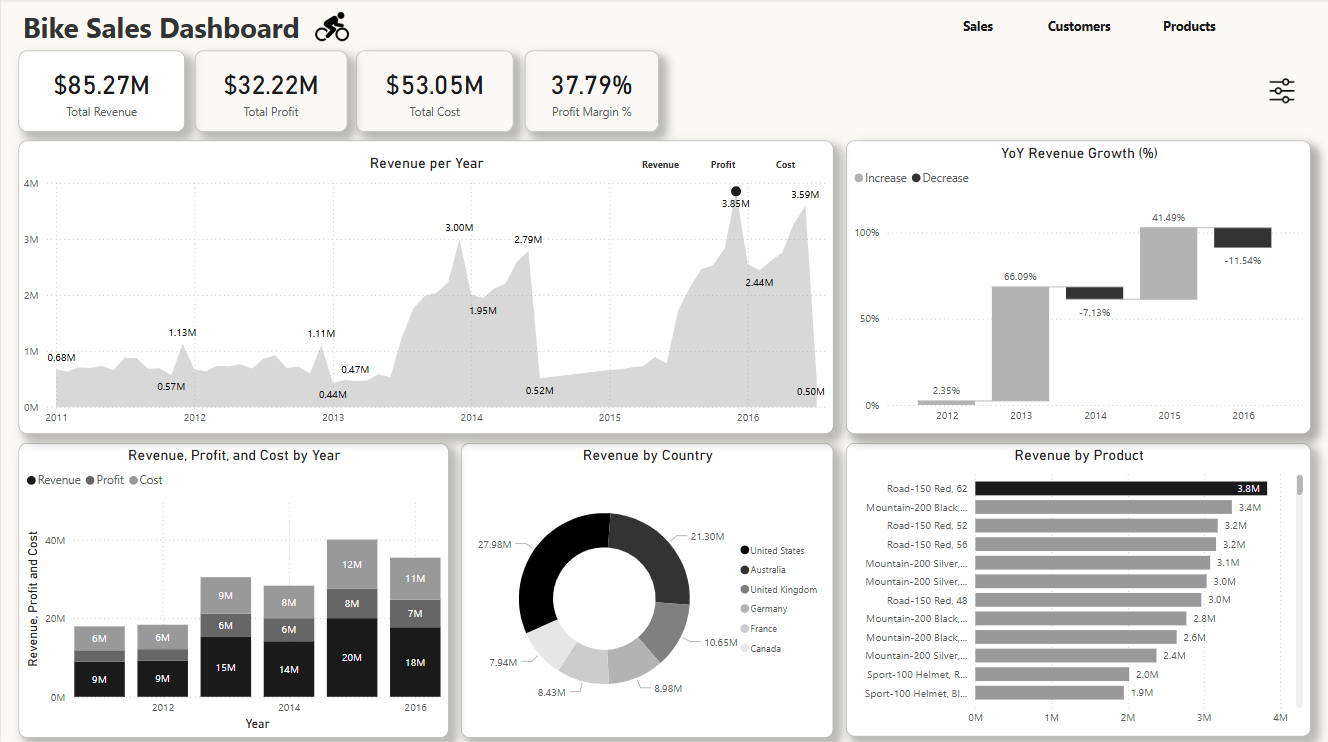 Bike Sales Dashboard
Sales Customers Products
$85.27M
Total Revenue
$32.22M
Total Profit
$53.05M
Total Cost
37.79%
Profit Margin %
Revenue per Year
Revenue Profit Cost
4M
3M
2M
1M
0M
0.68M
0.57M
1.13M
1.11M
0.44M
0.47M
3.00M
1.95M
2.79M
0.52M
3.85M
2.44M
3.59M
0.50M
2011 2012 2013 2014 2015 2016
YoY Revenue Growth (%)
Increase Decrease
100%
50%
0%
2.35%
66.09%
-7.13%
41.49%
-11.54%
2012 2013 2014 2015 2016
Revenue, Profit, and Cost by Year
Revenue Profit Cost
Revenue, Profit and Cost
40M
20M
0M
6M
9M
6M
9M
9M
6M
15M
8M
6M
14M
12M
8M
20M
11M
7M
18M
2012 2014 2016
Year
Revenue by Country
27.98M
21.30M
10.65M
8.98M
8.43M
7.94M
United States
Australia
United Kingdom
Germany
France
Canada
Revenue by Product
Road-150 Red, 62 3.8M
Mountain-200 Black,... 3.4M
Road-150 Red, 52 3.2M
Road-150 Red, 56 3.2M
Mountain-200 Silver,... 3.1M
Mountain-200 Silver,... 3.0M
Road-150 Red, 48 3.0M
Mountain-200 Black,... 2.8M
Mountain-200 Black,... 2.6M
Mountain-200 Silver,... 2.4M
Sport-100 Helmet, R... 2.0M
Sport-100 Helmet, Bl... 1.9M
0M 1M 2M 3M 4M